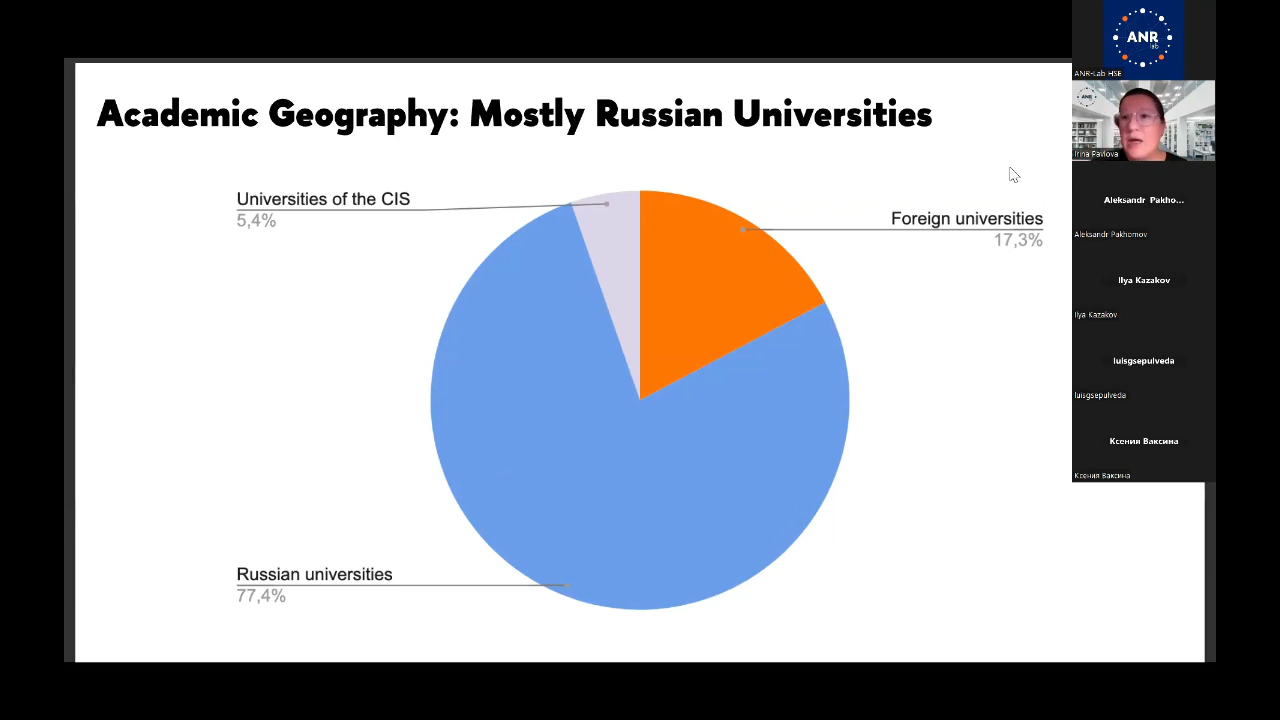 Academic Geography: Mostly Russian Universities
Universities of the CIS
5,4%
Foreign universities
17,3%
Russian universities
77,4%
ANR
lab
ANR-Lab HSE
ANR
Irina Pavlova
Aleksandr Pakho...
Aleksandr Pakhomov
Ilya Kazakov
Ilya Kazakov
luisgsepulveda
luisgsepulveda
Ксения Ваксина
Ксения Ваксина